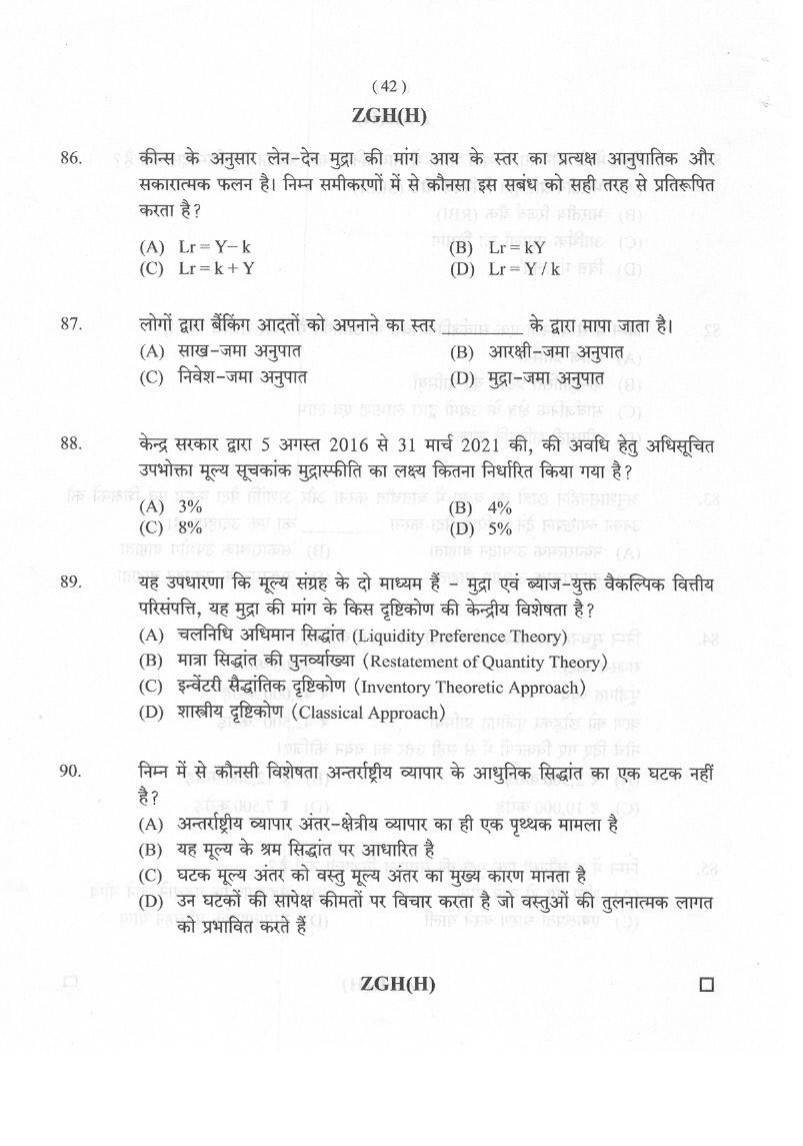 ( 42 )
ZGH(H)
86. कीन्स के अनुसार लेन-देन मुद्रा की मांग आय के स्तर का प्रत्यक्ष आनुपातिक और
सकारात्मक फलन है। निम्न समीकरणों में से कौनसा इस सबंध को सही तरह से प्रतिरूपित
करता है?
(A) Lr = Y– k (B) Lr = kY
(C) Lr = k + Y (D) Lr = Y / k
87. लोगों द्वारा बैंकिंग आदतों को अपनाने का स्तर ________ के द्वारा मापा जाता है।
(A) साख-जमा अनुपात (B) आरक्षी-जमा अनुपात
(C) निवेश-जमा अनुपात (D) मुद्रा-जमा अनुपात
88. केन्द्र सरकार द्वारा 5 अगस्त 2016 से 31 मार्च 2021 की, की अवधि हेतु अधिसूचित
उपभोक्ता मूल्य सूचकांक मुद्रास्फीति का लक्ष्य कितना निर्धारित किया गया है?
(A) 3% (B) 4%
(C) 8% (D) 5%
89. यह उपधारणा कि मूल्य संग्रह के दो माध्यम हैं - मुद्रा एवं ब्याज-युक्त वैकल्पिक वित्तीय
परिसंपत्ति, यह मुद्रा की मांग के किस दृष्टिकोण की केन्द्रीय विशेषता है?
(A) चलनिधि अधिमान सिद्धांत (Liquidity Preference Theory)
(B) मात्रा सिद्धांत की पुनर्व्याख्या (Restatement of Quantity Theory)
(C) इन्वेंटरी सैद्धांतिक दृष्टिकोण (Inventory Theoretic Approach)
(D) शास्त्रीय दृष्टिकोण (Classical Approach)
90. निम्न में से कौनसी विशेषता अन्तर्राष्ट्रीय व्यापार के आधुनिक सिद्धांत का एक घटक नहीं
है?
(A) अन्तर्राष्ट्रीय व्यापार अंतर-क्षेत्रीय व्यापार का ही एक पृथ्थक मामला है
(B) यह मूल्य के श्रम सिद्धांत पर आधारित है
(C) घटक मूल्य अंतर को वस्तु मूल्य अंतर का मुख्य कारण मानता है
(D) उन घटकों की सापेक्ष कीमतों पर विचार करता है जो वस्तुओं की तुलनात्मक लागत
को प्रभावित करते हैं
ZGH(H)